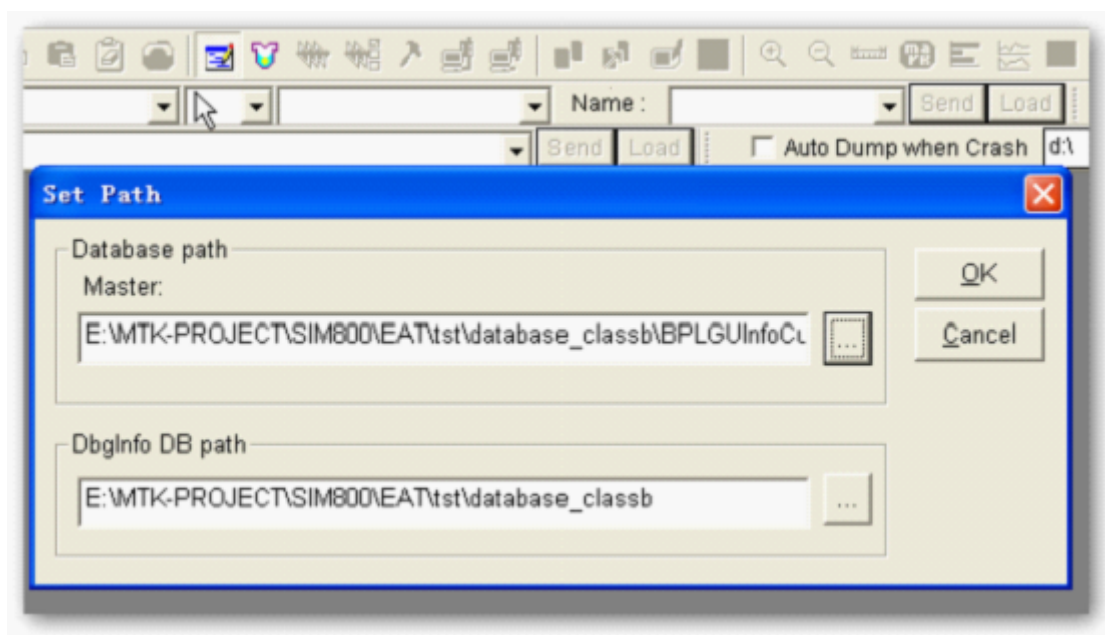 Name :
Send
Load
Send
Load
Auto Dump when Crash
d:\
Set Path
Database path
Master:
OK
E:\MTK-PROJECT\SIM800\EAT\tst\database_classb\BPLGUInfoCu
...
Cancel
DbgInfo DB path
E:\MTK-PROJECT\SIM800\EAT\tst\database_classb
...